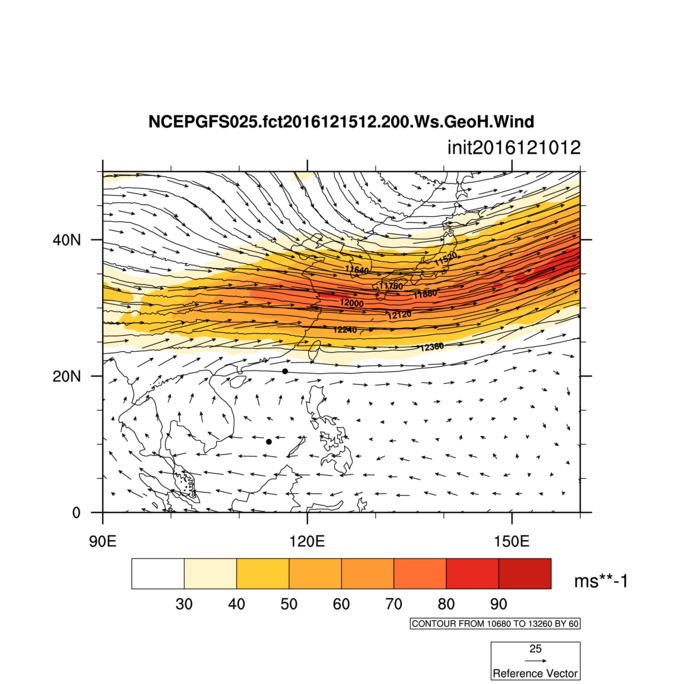 NCEPGFS025.fct2016121512.200.Ws.GeoH.Wind
init2016121012
40N
20N
0
11640
11520
11760
11880
12000
12120
12240
12360
90E 120E 150E
30 40 50 60 70 80 90
ms**-1
CONTOUR FROM 10680 TO 13260 BY 60
25
Reference Vector